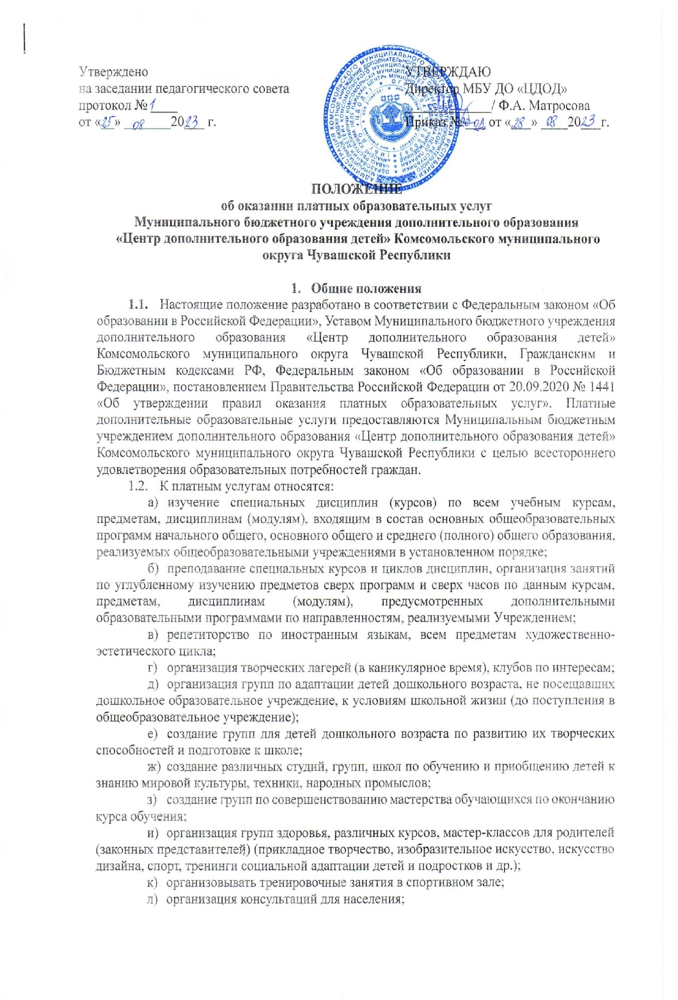 Утверждено
на заседании педагогического совета
протокол № 1
от «25» 08 2023 г.
УТВЕРЖДАЮ
Директор МБУ ДО «ЦДОД»
/ Ф.А. Матросова
Приказ № от «28» 08 2023 г.
ПОЛОЖЕНИЕ
об оказании платных образовательных услуг
Муниципального бюджетного учреждения дополнительного образования
«Центр дополнительного образования детей» Комсомольского муниципального
округа Чувашской Республики
1. Общие положения
1.1. Настоящие положение разработано в соответствии с Федеральным законом «Об
образовании в Российской Федерации», Уставом Муниципального бюджетного учреждения
дополнительного образования «Центр дополнительного образования детей»
Комсомольского муниципального округа Чувашской Республики, Гражданским и
Бюджетным кодексами РФ, Федеральным законом «Об образовании в Российской
Федерации», постановлением Правительства Российской Федерации от 20.09.2020 № 1441
«Об утверждении правил оказания платных образовательных услуг». Платные
дополнительные образовательные услуги предоставляются Муниципальным бюджетным
учреждением дополнительного образования «Центр дополнительного образования детей»
Комсомольского муниципального округа Чувашской Республики с целью всестороннего
удовлетворения образовательных потребностей граждан.
1.2. К платным услугам относятся:
а) изучение специальных дисциплин (курсов) по всем учебным курсам,
предметам, дисциплинам (модулям), входящим в состав основных общеобразовательных
программ начального общего, основного общего и среднего (полного) общего образования,
реализуемых общеобразовательными учреждениями в установленном порядке;
б) преподавание специальных курсов и циклов дисциплин, организация занятий
по углубленному изучению предметов сверх программ и сверх часов по данным курсам,
предметам, дисциплинам (модулям), предусмотренных дополнительными
образовательными программами по направленностям, реализуемыми Учреждением;
в) репетиторство по иностранным языкам, всем предметам художественно-
эстетического цикла;
г) организация творческих лагерей (в каникулярное время), клубов по интересам;
д) организация групп по адаптации детей дошкольного возраста, не посещавших
дошкольное образовательное учреждение, к условиям школьной жизни (до поступления в
общеобразовательное учреждение);
е) создание групп для детей дошкольного возраста по развитию их творческих
способностей и подготовке к школе;
ж) создание различных студий, групп, школ по обучению и приобщению детей к
знанию мировой культуры, техники, народных промыслов;
з) создание групп по совершенствованию мастерства обучающихся по окончанию
курса обучения;
и) организация групп здоровья, различных курсов, мастер-классов для родителей
(законных представителей) (прикладное творчество, изобразительное искусство, искусство
дизайна, спорт, тренинги социальной адаптации детей и подростков и др.);
к) организовывать тренировочные занятия в спортивном зале;
л) организация консультаций для населения;